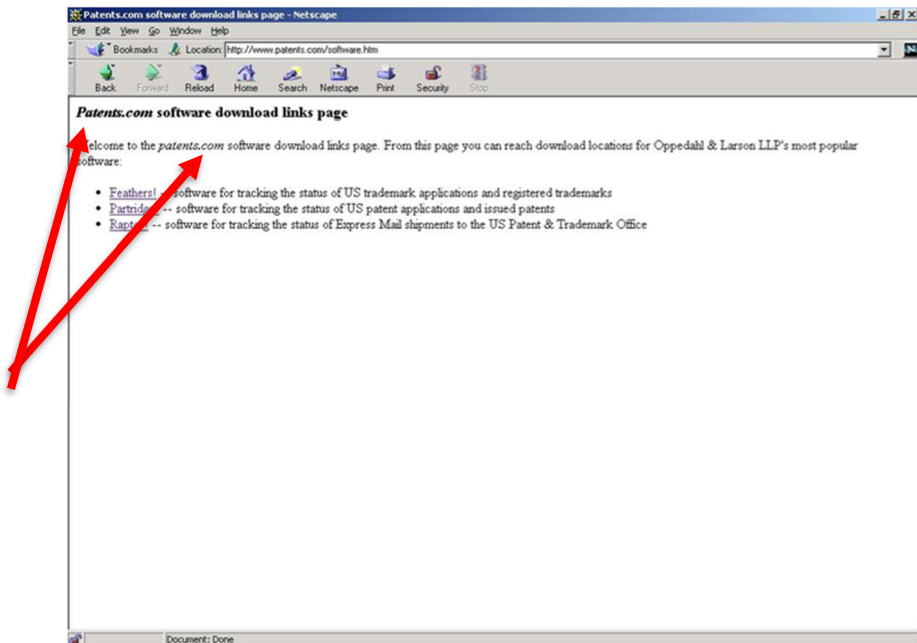 Patents.com software download links page - Netscape
File Edit View Go Window Help
Bookmarks Location: http://www.patents.com/software.htm
Back Forward Reload Home Search Netscape Print Security Stop
Patents.com software download links page
Welcome to the patents.com software download links page. From this page you can reach download locations for Oppedahl & Larson LLP's most popular
software:
Feathers! -- software for tracking the status of US trademark applications and registered trademarks
Partridge -- software for tracking the status of US patent applications and issued patents
-- software for tracking the status of Express Mail shipments to the US Patent & Trademark Office
Document: Done